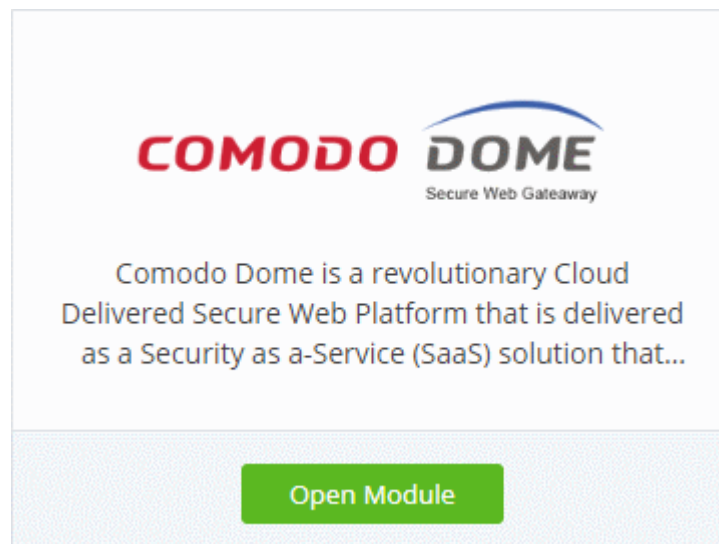 COMODO DOME
Secure Web Gateaway
Comodo Dome is a revolutionary Cloud
Delivered Secure Web Platform that is delivered
as a Security as a-Service (SaaS) solution that...
Open Module